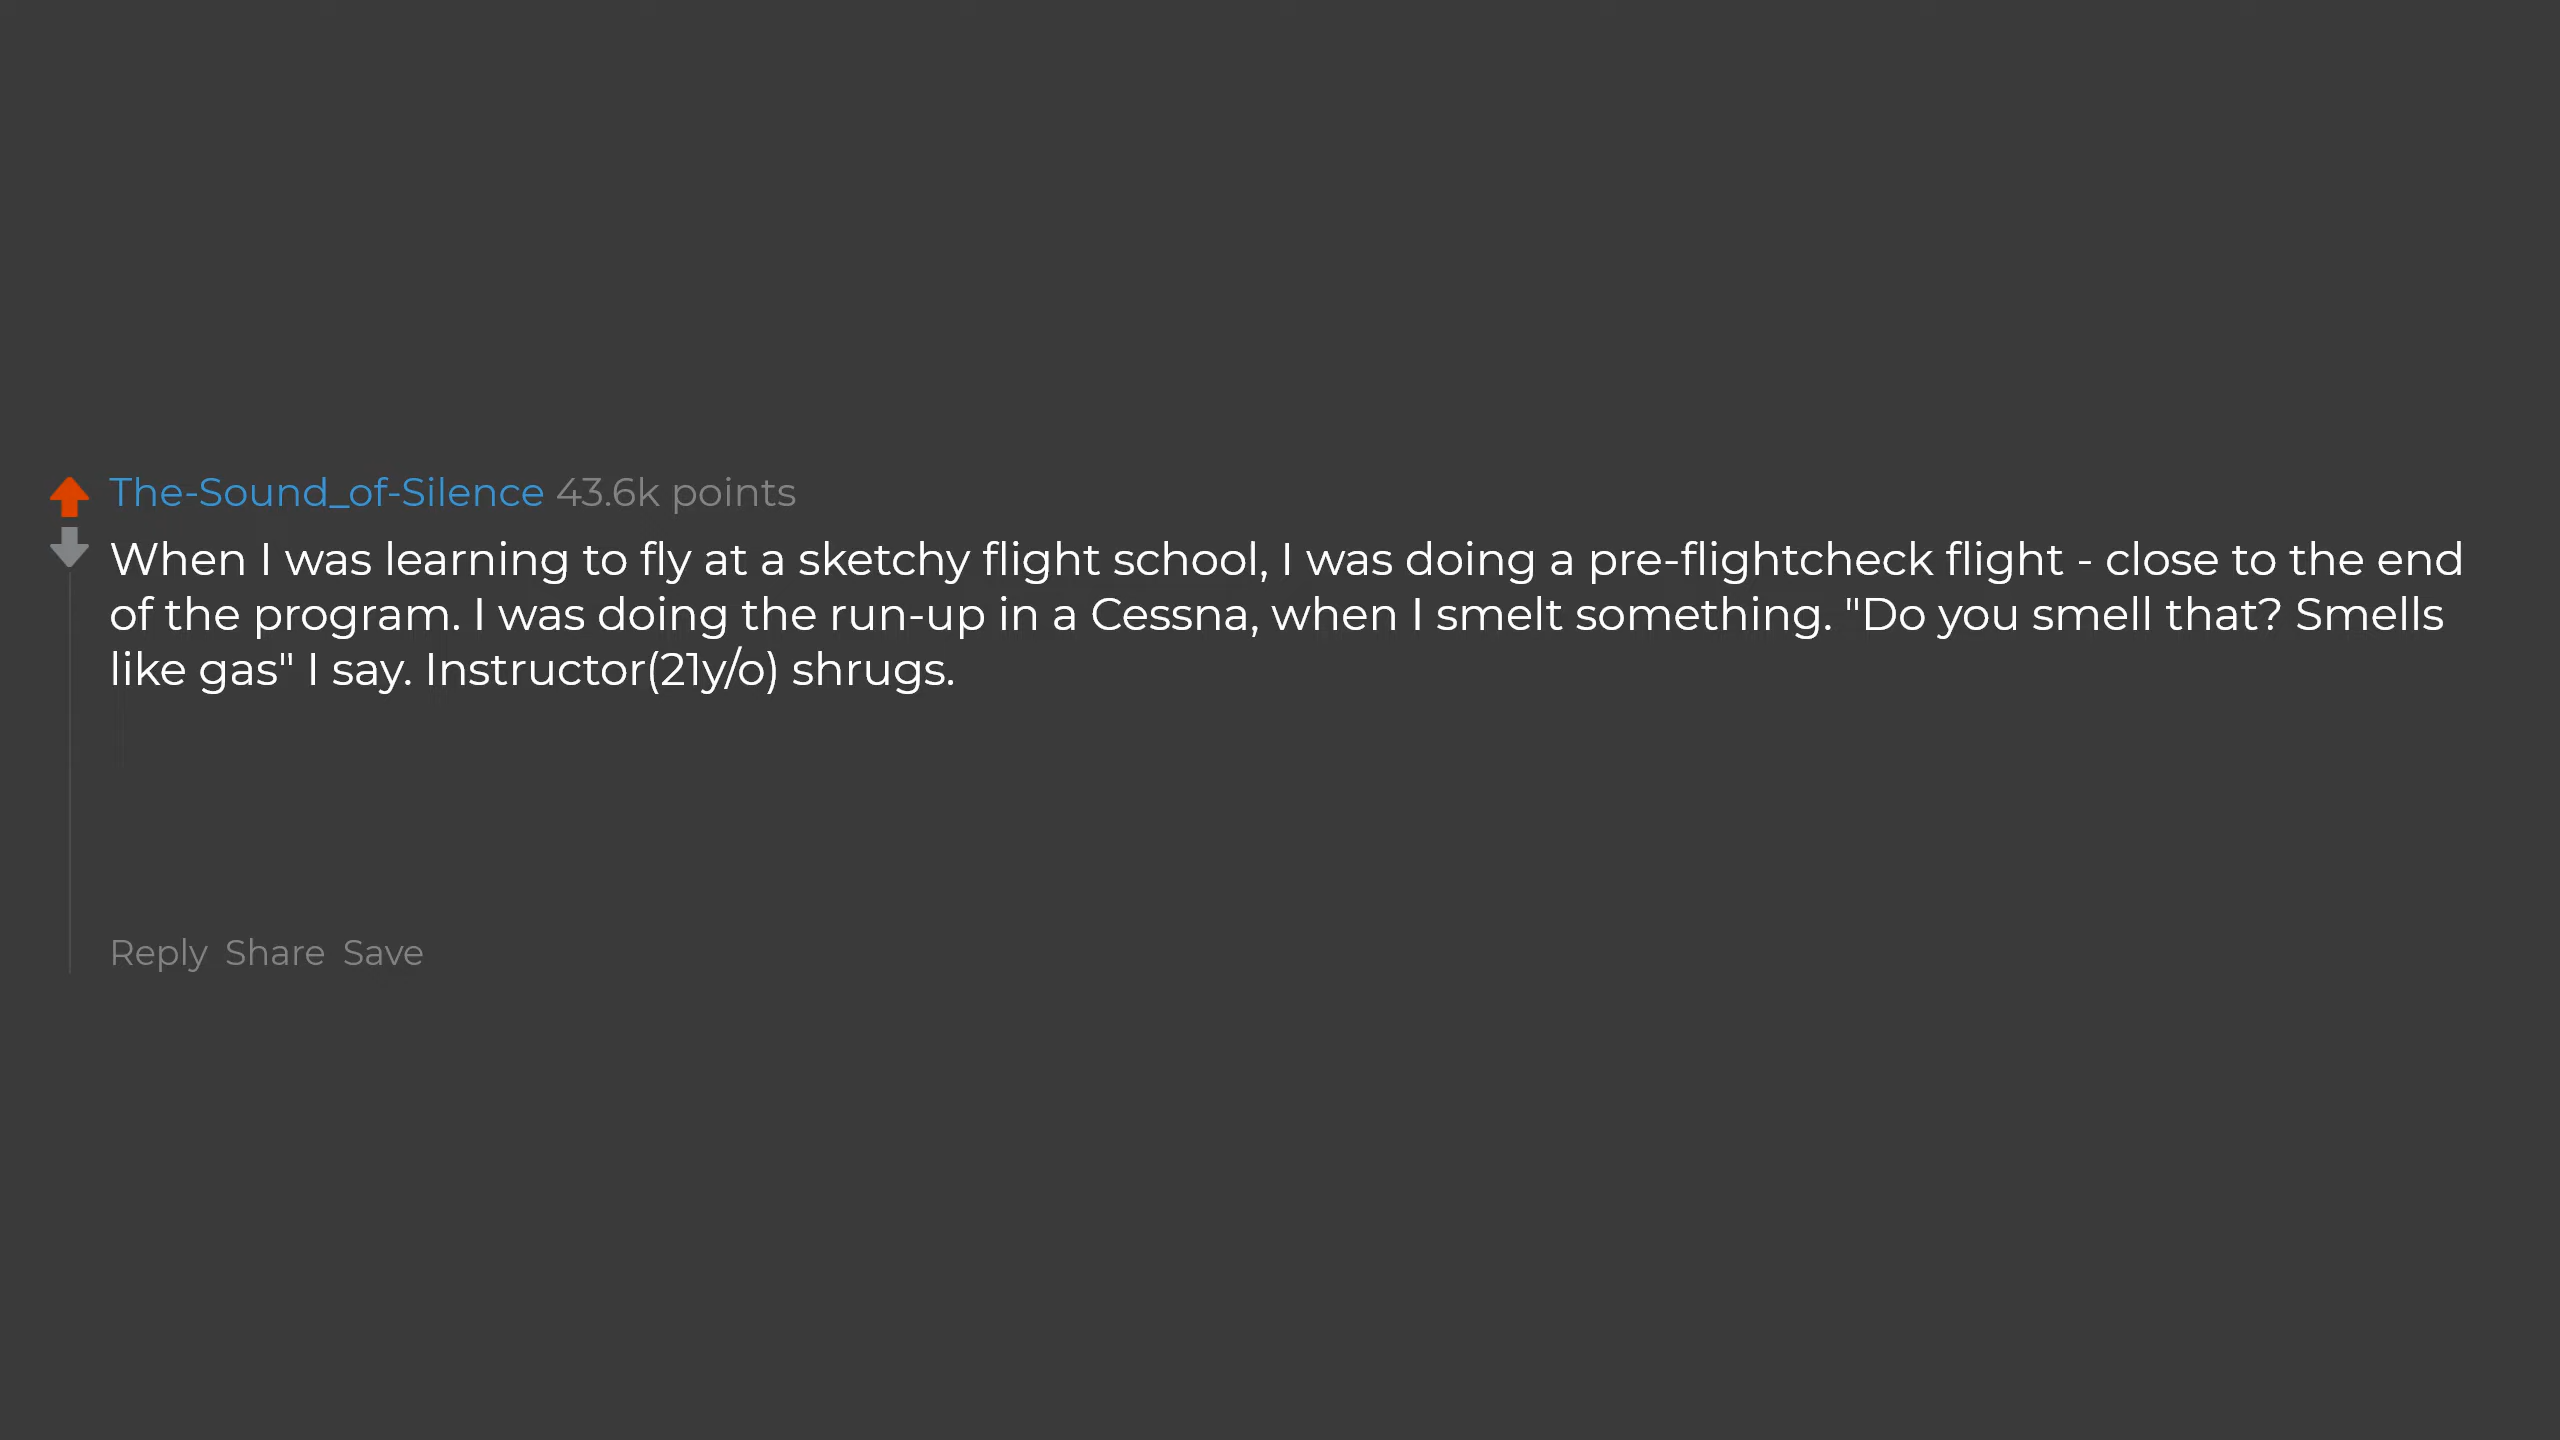 The-Sound_of-Silence 43.6k points
When I was learning to fly at a sketchy flight school, I was doing a pre-flightcheck flight - close to the end
of the program. I was doing the run-up in a Cessna, when I smelt something. "Do you smell that? Smells
like gas" I say. Instructor(21y/o) shrugs.
Reply Share Save